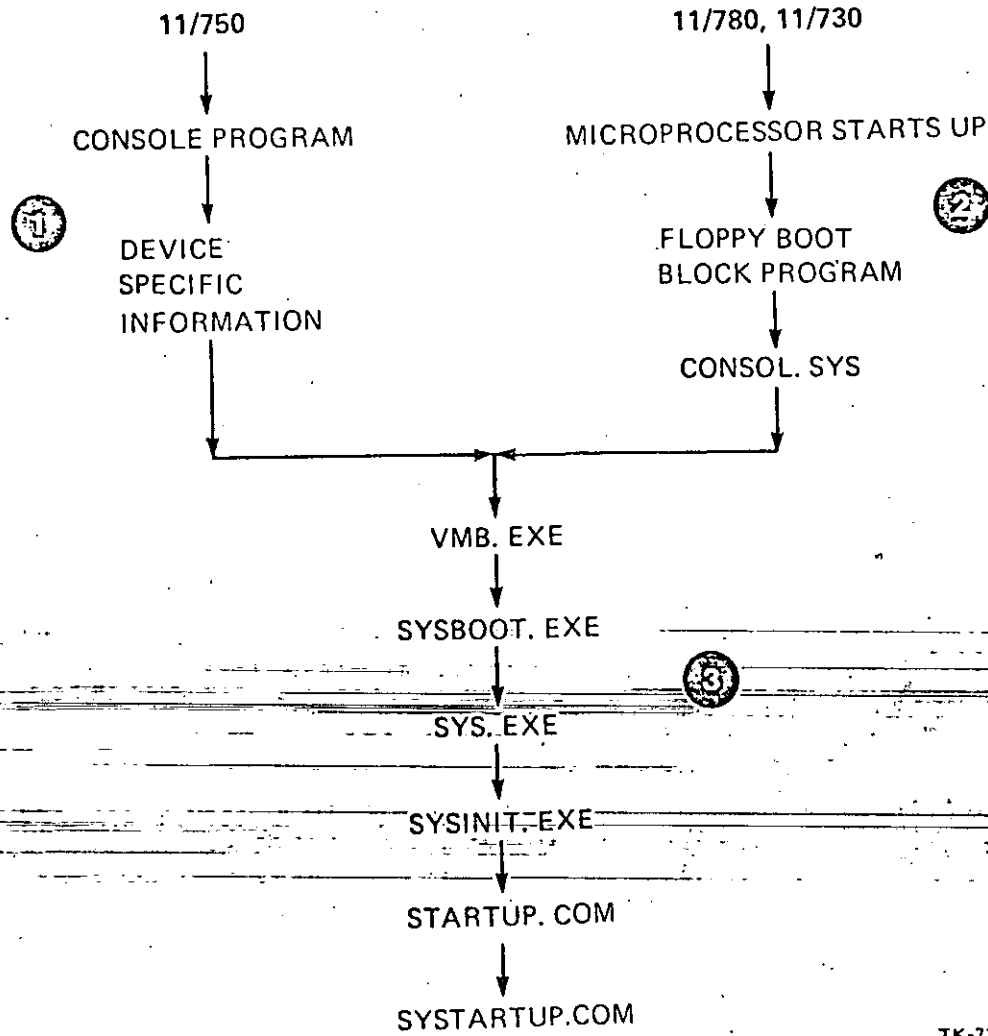 11/750
11/780, 11/730
CONSOLE PROGRAM
MICROPROCESSOR STARTS UP
1
2
DEVICE
SPECIFIC
INFORMATION
FLOPPY BOOT
BLOCK PROGRAM
CONSOL. SYS
VMB. EXE
SYSBOOT. EXE
3
SYS. EXE
SYSINIT. EXE
STARTUP. COM
SYSTARTUP.COM